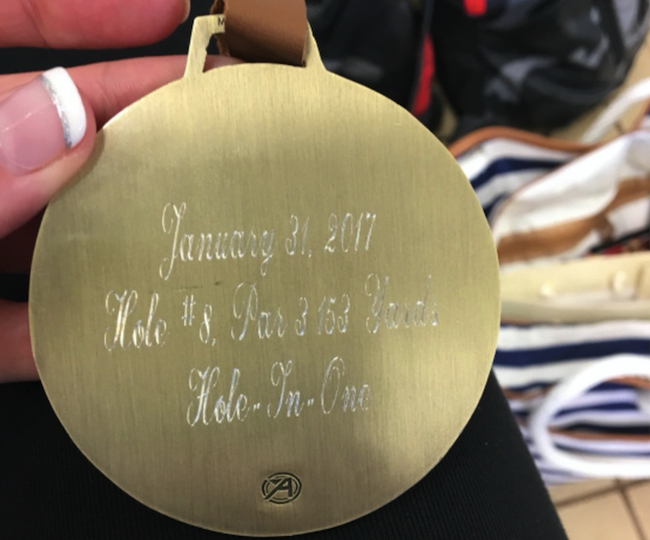 January 31, 2017
Hole #8, Par 3 153 Yards
Hole-In-One